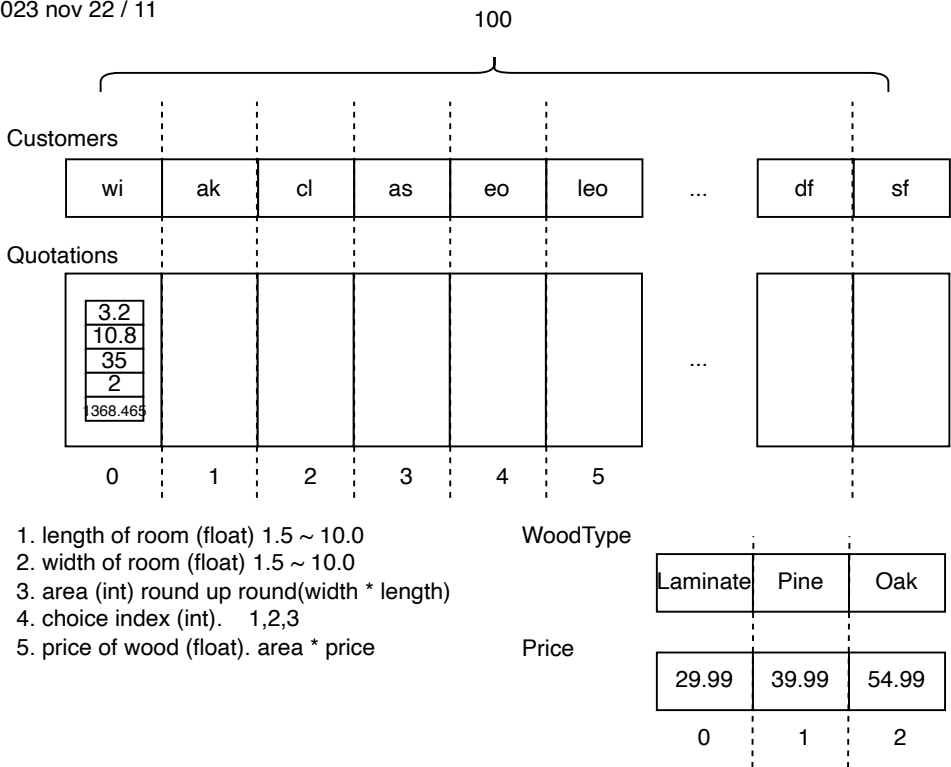 023 nov 22 / 11
100
Customers
wi ak cl as eo leo ... df sf
Quotations
3.2
10.8
35
2
1368.465
...
0 1 2 3 4 5
1. length of room (float) 1.5 ~ 10.0
2. width of room (float) 1.5 ~ 10.0
3. area (int) round up round(width * length)
4. choice index (int). 1,2,3
5. price of wood (float). area * price
WoodType
Laminate Pine Oak
Price
29.99 39.99 54.99
0 1 2